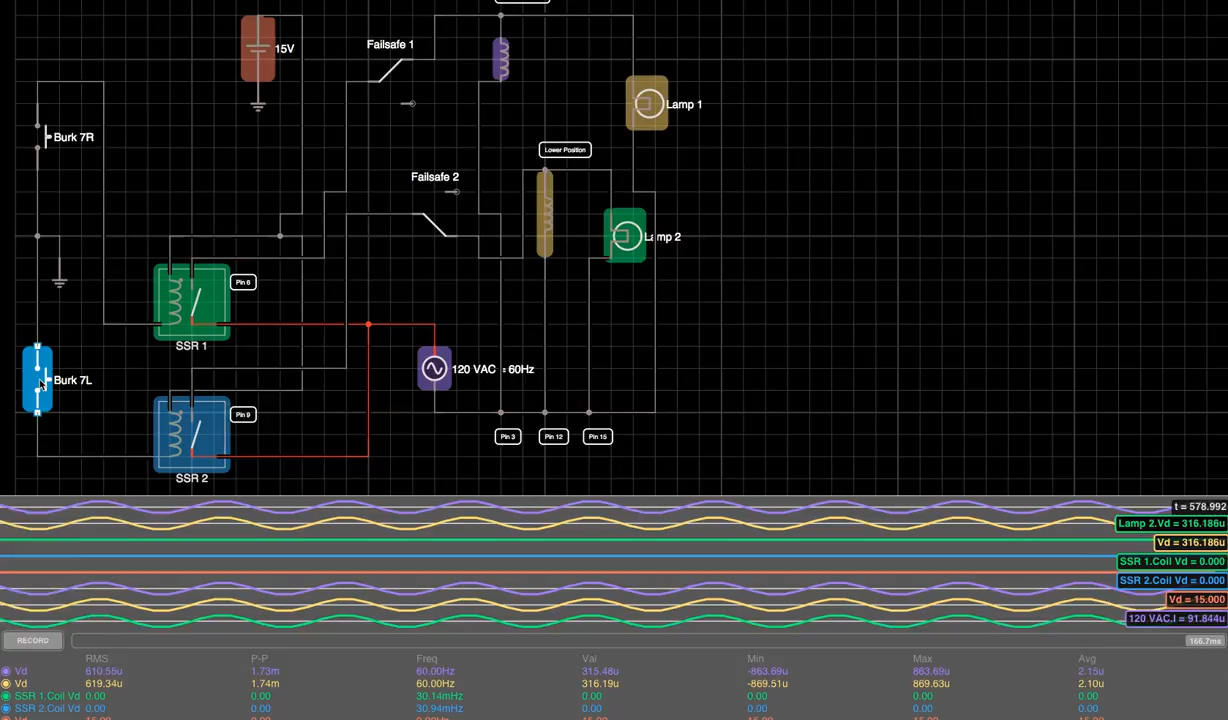 15V
Failsafe 1
Lamp 1
Burk 7R
Lower Position
Failsafe 2
Lamp 2
Pin 6
SSR 1
120 VAC
60Hz
Burk 7L
Pin 9
Pin 3
Pin 12
Pin 15
SSR 2
t = 578.992
Lamp 2.Vd = 316.186u
Vd = 316.186u
SSR 1.Coil Vd = 0.000
SSR 2.Coil Vd = 0.000
Vd = 15.000
120 VAC.I = 91.844u
RECORD
166.7ms
RMS P-P Freq Val Min Max Avg
Vd 610.55u 1.73m 60.00Hz 315.48u -863.69u 863.69u 2.15u
Vd 619.34u 1.74m 60.00Hz 316.19u -869.51u 869.63u 2.10u
SSR 1.Coil Vd 0.00 0.00 30.14mHz 0.00 0.00 0.00 0.00
SSR 2.Coil Vd 0.00 0.00 30.94mHz 0.00 0.00 0.00 0.00